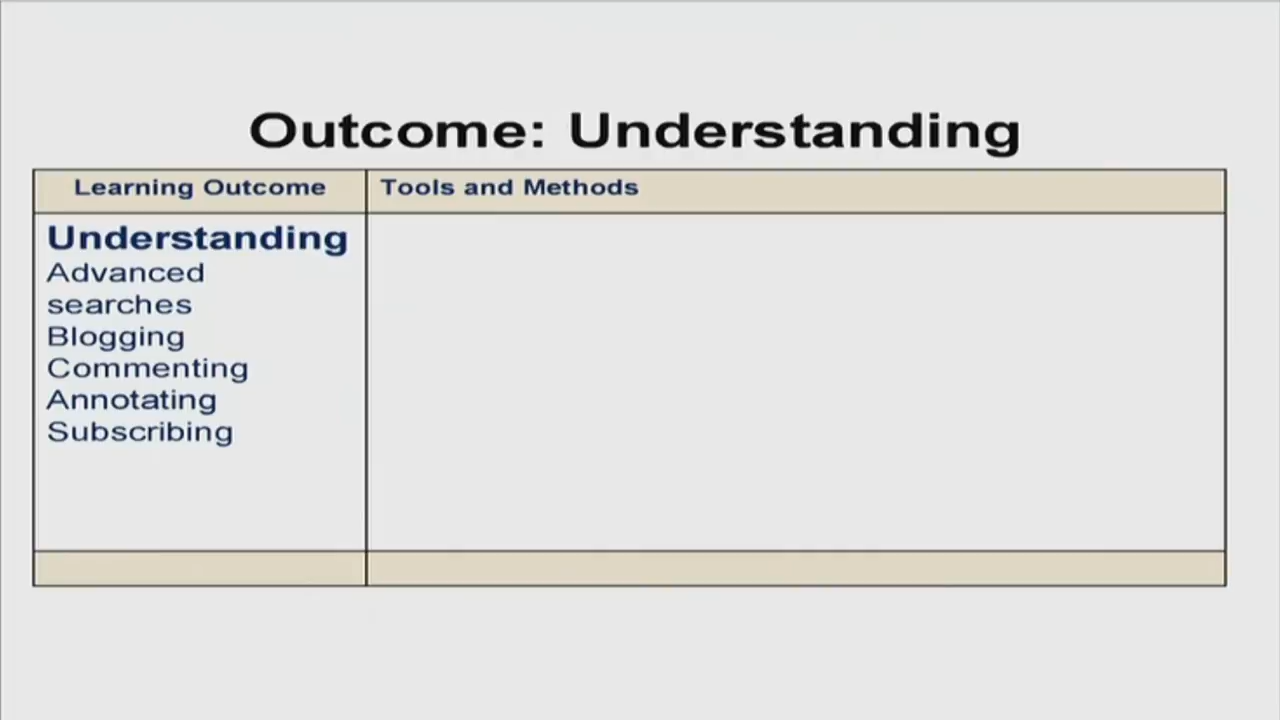 Outcome: Understanding
Learning Outcome
Tools and Methods
Understanding
Advanced
searches
Blogging
Commenting
Annotating
Subscribing